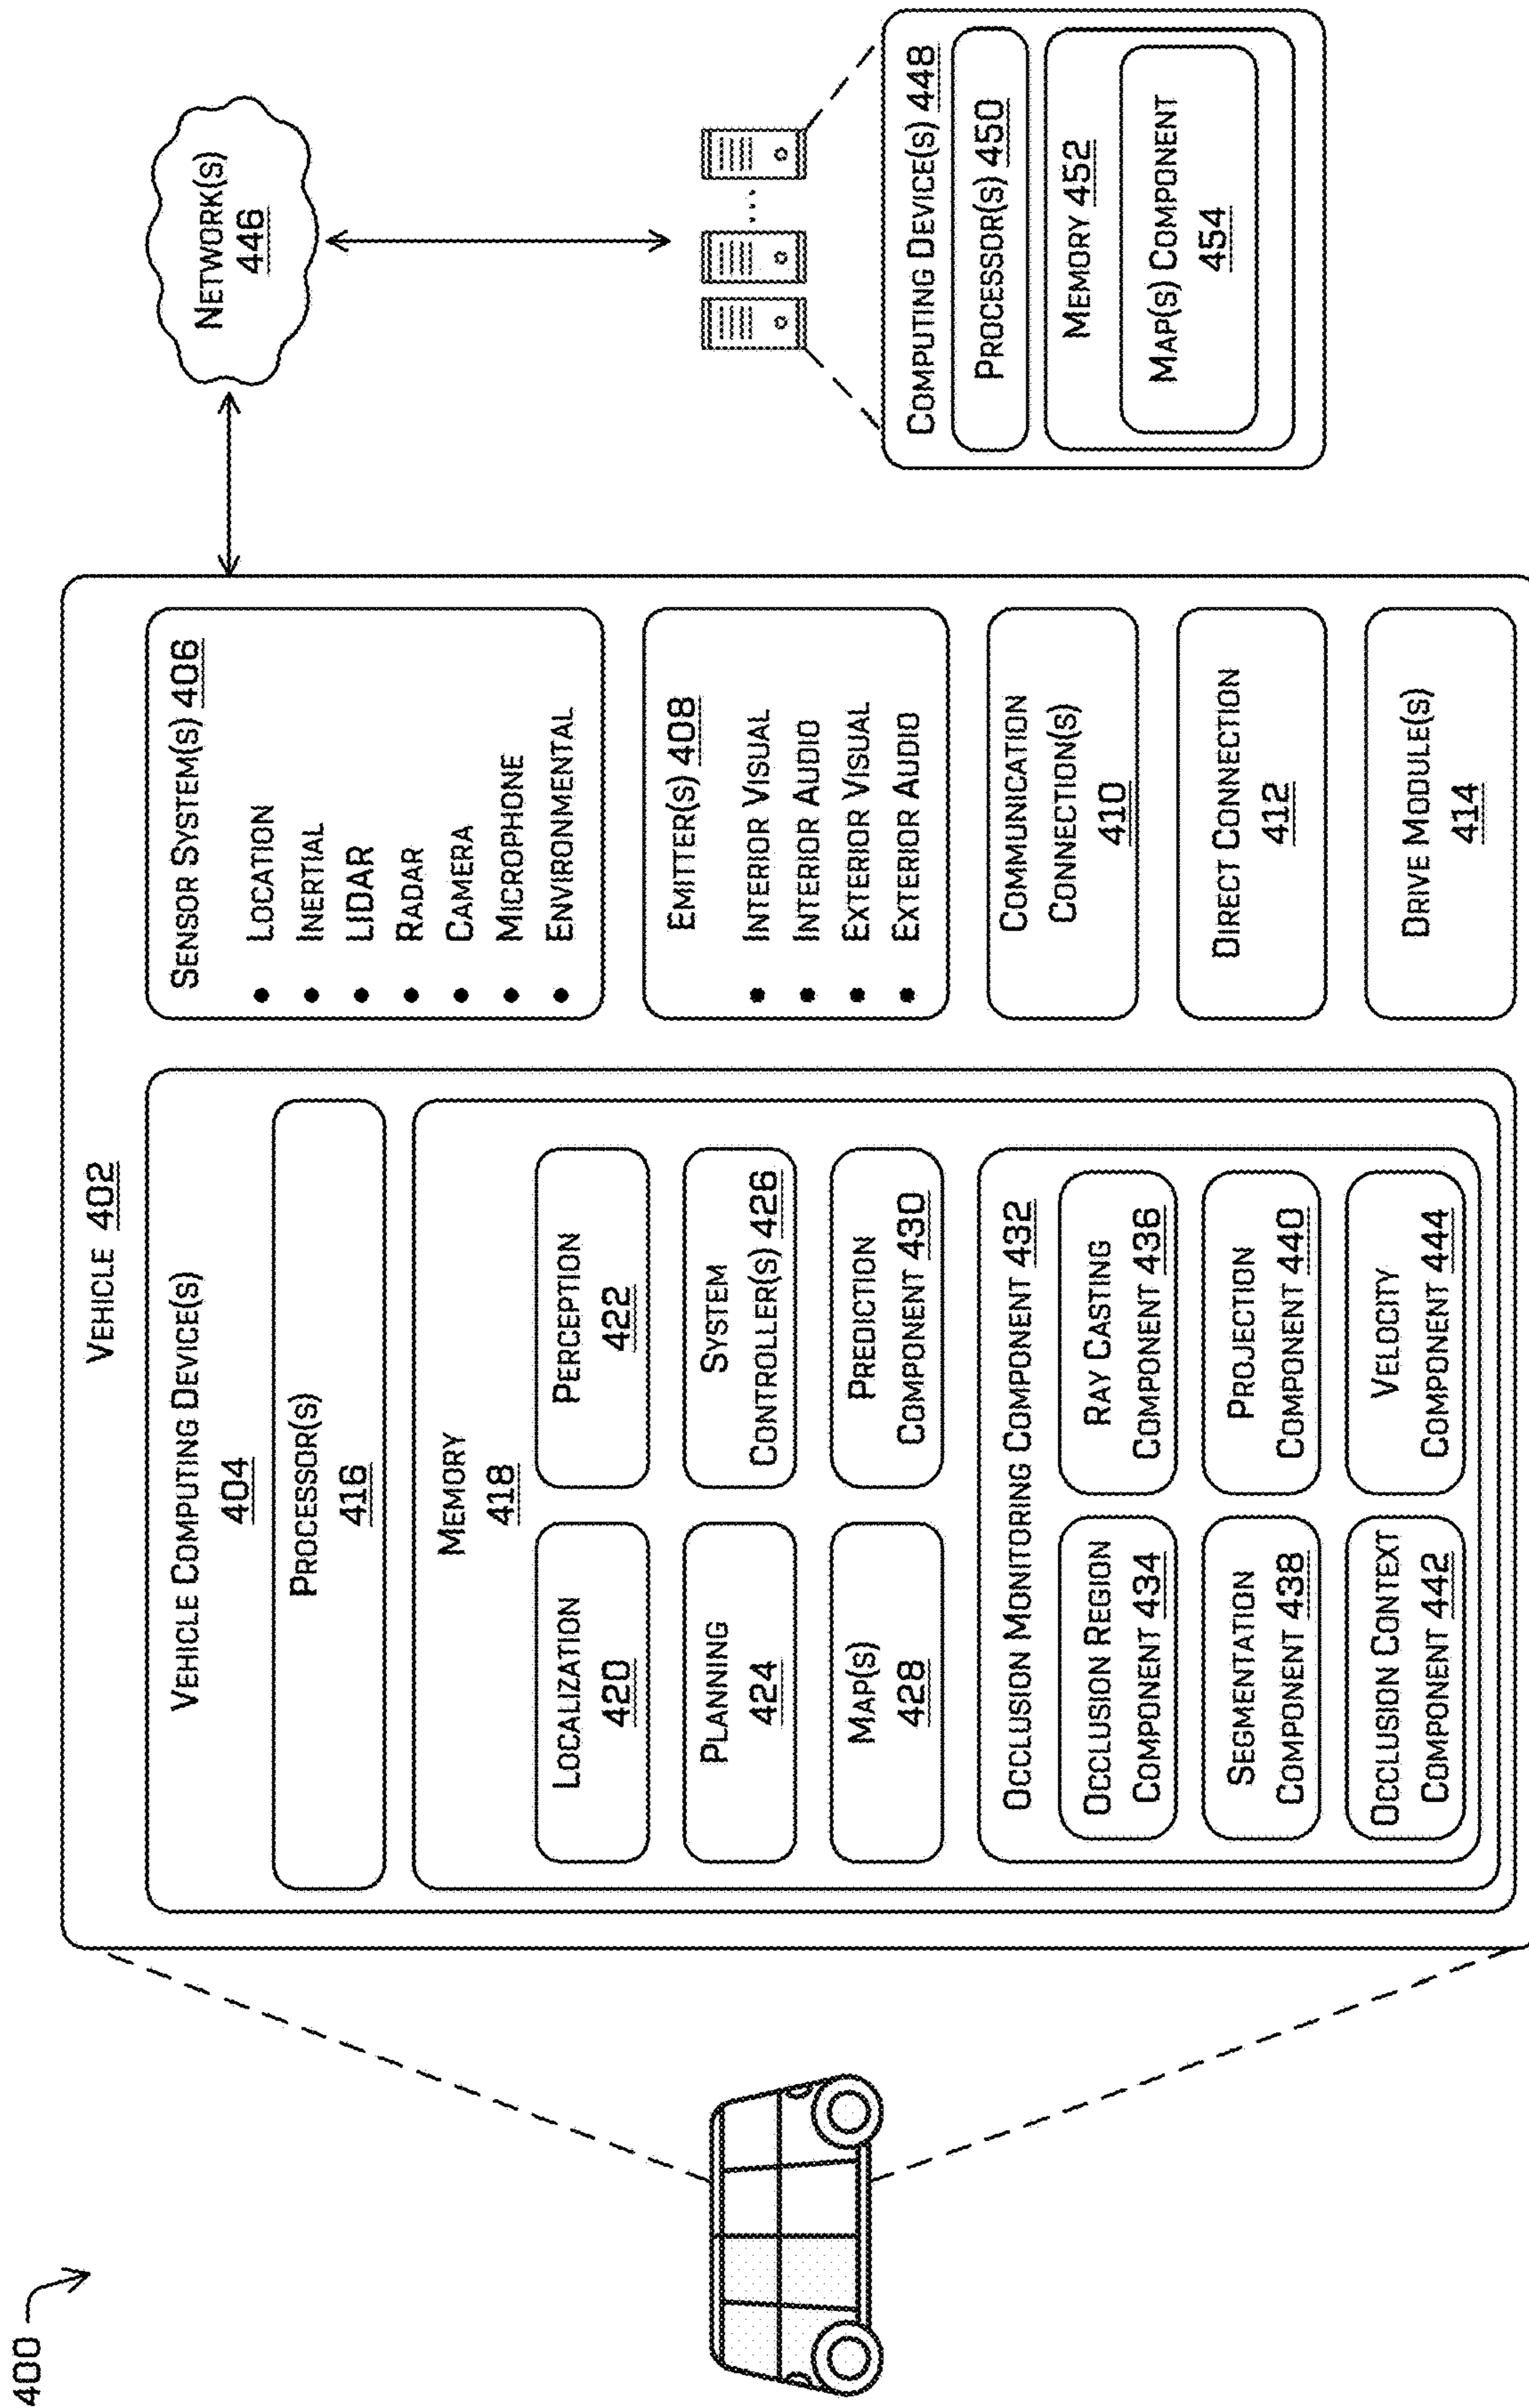 400
VEHICLE 402
VEHICLE COMPUTING DEVICE(S)
404
PROCESSOR(S)
416
MEMORY
418
LOCALIZATION
420
PERCEPTION
422
PLANNING
424
SYSTEM
CONTROLLER(S) 426
MAP(S)
428
PREDICTION
COMPONENT 430
OCCLUSION MONITORING COMPONENT 432
OCCLUSION REGION
COMPONENT 434
RAY CASTING
COMPONENT 436
SEGMENTATION
COMPONENT 438
PROJECTION
COMPONENT 440
OCCLUSION CONTEXT
COMPONENT 442
VELOCITY
COMPONENT 444
SENSOR SYSTEM(S) 406
• LOCATION
• INERTIAL
• LIDAR
• RADAR
• CAMERA
• MICROPHONE
• ENVIRONMENTAL
EMITTER(S) 408
• INTERIOR VISUAL
• INTERIOR AUDIO
• EXTERIOR VISUAL
• EXTERIOR AUDIO
COMMUNICATION
CONNECTION(S)
410
DIRECT CONNECTION
412
DRIVE MODULE(S)
414
NETWORK(S)
446
...
COMPUTING DEVICE(S) 448
PROCESSOR(S) 450
MEMORY 452
MAP(S) COMPONENT
454